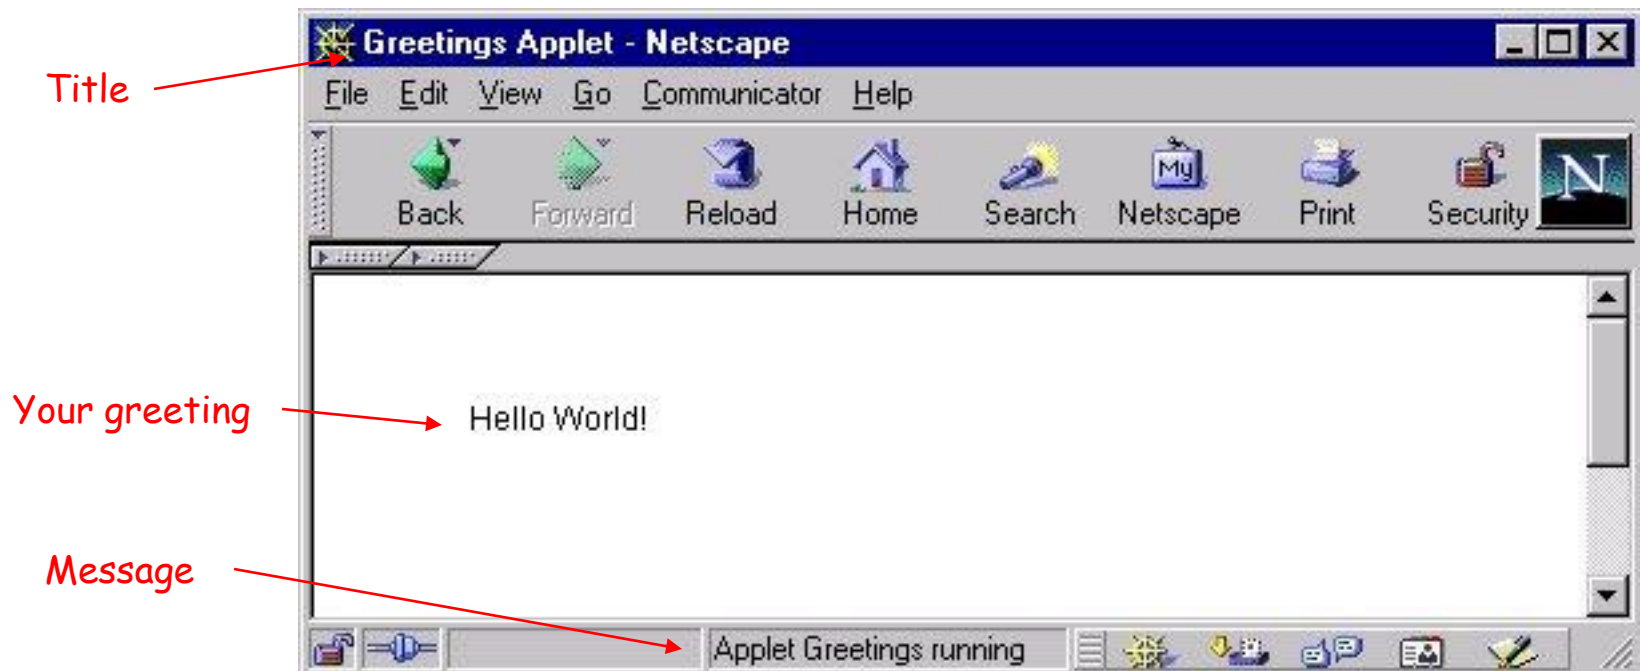 Greetings Applet - Netscape
Title
File Edit View Go Communicator Help
My
N
Back Forward Reload Home Search Netscape Print Security
Your greeting
Hello World!
Message
Applet Greetings running